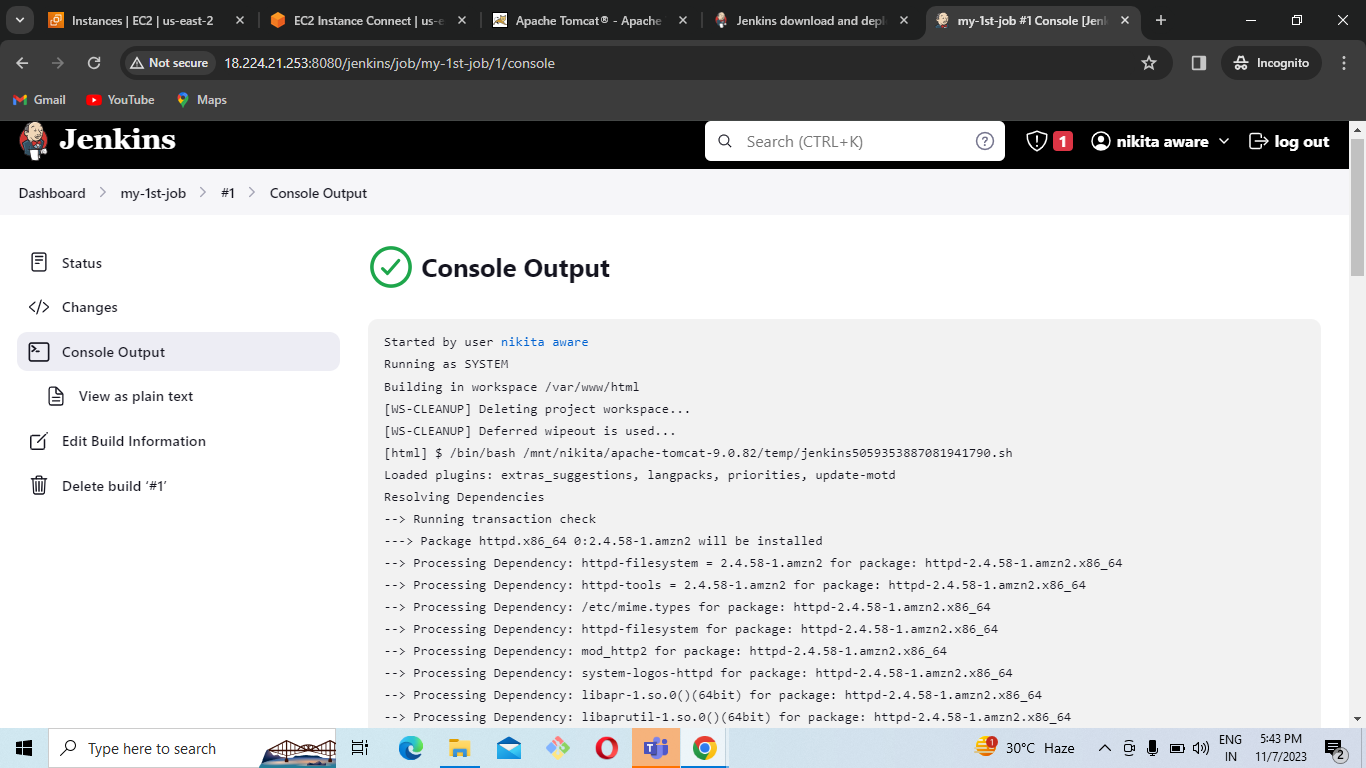 Instances | EC2 | us-east-2
EC2 Instance Connect | us-e
Apache Tomcat® - Apache
Jenkins download and depl
my-1st-job #1 Console [Jenk
Not secure
18.224.21.253:8080/jenkins/job/my-1st-job/1/console
Incognito
Gmail
YouTube
Maps
Jenkins
Search (CTRL+K)
?
1
nikita aware
log out
Dashboard
my-1st-job
#1
Console Output
Status
Changes
Console Output
View as plain text
Edit Build Information
Delete build ‘#1’
Console Output
Started by user nikita aware
Running as SYSTEM
Building in workspace /var/www/html
[WS-CLEANUP] Deleting project workspace...
[WS-CLEANUP] Deferred wipeout is used...
[html] $ /bin/bash /mnt/nikita/apache-tomcat-9.0.82/temp/jenkins5059353887081941790.sh
Loaded plugins: extras_suggestions, langpacks, priorities, update-motd
Resolving Dependencies
--> Running transaction check
---> Package httpd.x86_64 0:2.4.58-1.amzn2 will be installed
--> Processing Dependency: httpd-filesystem = 2.4.58-1.amzn2 for package: httpd-2.4.58-1.amzn2.x86_64
--> Processing Dependency: httpd-tools = 2.4.58-1.amzn2 for package: httpd-2.4.58-1.amzn2.x86_64
--> Processing Dependency: /etc/mime.types for package: httpd-2.4.58-1.amzn2.x86_64
--> Processing Dependency: httpd-filesystem for package: httpd-2.4.58-1.amzn2.x86_64
--> Processing Dependency: mod_http2 for package: httpd-2.4.58-1.amzn2.x86_64
--> Processing Dependency: system-logos-httpd for package: httpd-2.4.58-1.amzn2.x86_64
--> Processing Dependency: libapr-1.so.0()(64bit) for package: httpd-2.4.58-1.amzn2.x86_64
--> Processing Dependency: libaprutil-1.so.0()(64bit) for package: httpd-2.4.58-1.amzn2.x86_64
Type here to search
1
30°C Haze
ENG
IN
5:43 PM
11/7/2023
2